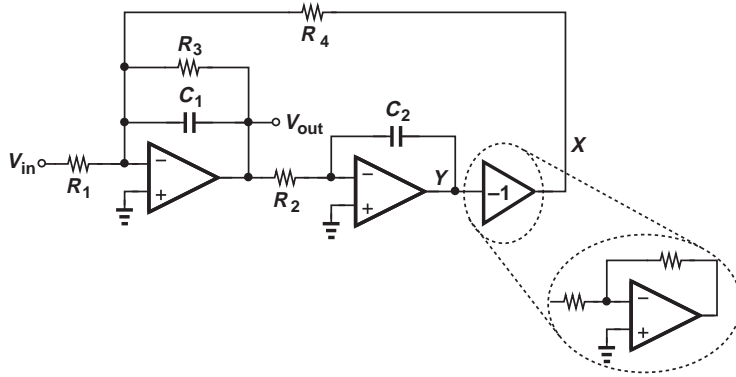 R4
R3
C1
Vout
C2
Vin
R1
−
+
R2
−
+
Y
−1
X
−
+